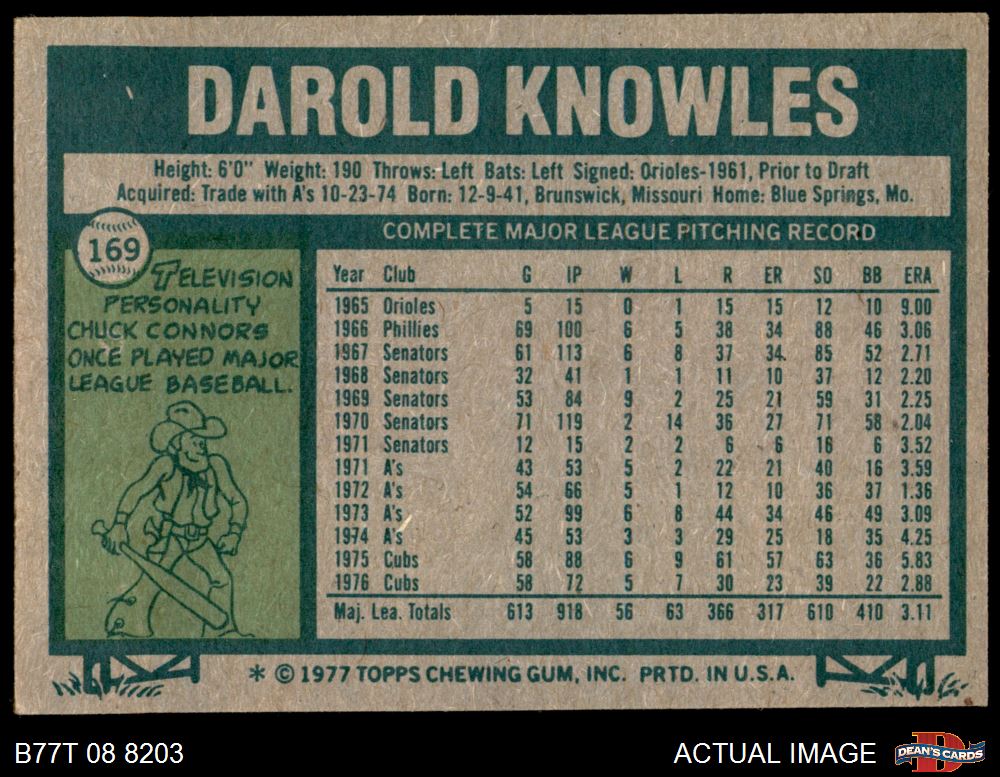 DAROLD KNOWLES
Height: 6'0" Weight: 190 Throws: Left Bats: Left Signed: Orioles-1961, Prior to Draft
Acquired: Trade with A's 10-23-74 Born: 12-9-41, Brunswick, Missouri Home: Blue Springs, Mo.
169
TELEVISION
PERSONALITY
CHUCK CONNORS
ONCE PLAYED MAJOR
LEAGUE BASEBALL.
COMPLETE MAJOR LEAGUE PITCHING RECORD
Year Club G IP W L R ER SO BB ERA
1965 Orioles 5 15 0 1 15 15 12 10 9.00
1966 Phillies 69 100 6 5 38 34 88 46 3.06
1967 Senators 61 113 6 8 37 34 85 52 2.71
1968 Senators 32 41 1 1 11 10 37 12 2.20
1969 Senators 53 84 9 2 25 21 59 31 2.25
1970 Senators 71 119 2 14 36 27 71 58 2.04
1971 Senators 12 15 2 2 6 6 16 6 3.52
1971 A's 43 53 5 2 22 21 40 16 3.59
1972 A's 54 66 5 1 12 10 36 37 1.36
1973 A's 52 99 6 8 44 34 46 49 3.09
1974 A's 45 53 3 3 29 25 18 35 4.25
1975 Cubs 58 88 6 9 61 57 63 36 5.83
1976 Cubs 58 72 5 7 30 23 39 22 2.88
Maj. Lea. Totals 613 918 56 63 366 317 610 410 3.11
* © 1977 TOPPS CHEWING GUM, INC. PRTD. IN U.S.A.
B77T 08 8203
ACTUAL IMAGE
D
DEAN'S CARDS